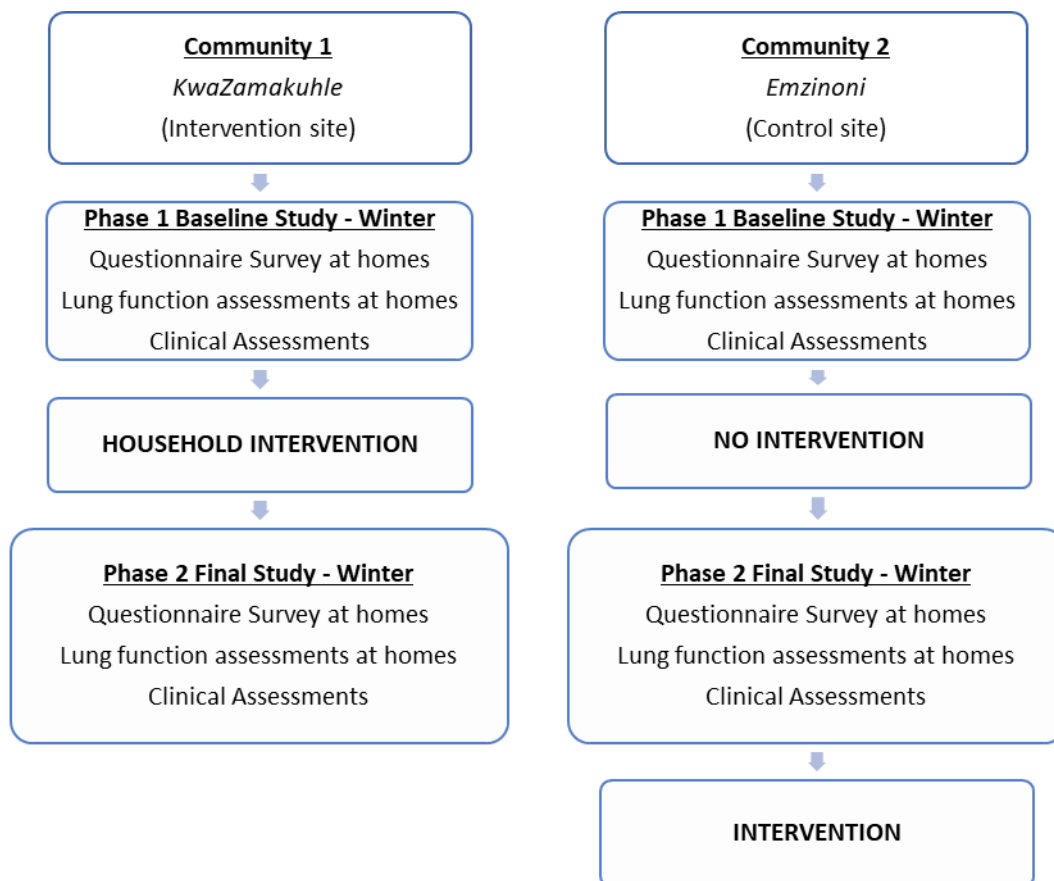 Community 1
KwaZamakuhle
(Intervention site)
Phase 1 Baseline Study - Winter
Questionnaire Survey at homes
Lung function assessments at homes
Clinical Assessments
HOUSEHOLD INTERVENTION
Phase 2 Final Study - Winter
Questionnaire Survey at homes
Lung function assessments at homes
Clinical Assessments
Community 2
Emzinoni
(Control site)
Phase 1 Baseline Study - Winter
Questionnaire Survey at homes
Lung function assessments at homes
Clinical Assessments
NO INTERVENTION
Phase 2 Final Study - Winter
Questionnaire Survey at homes
Lung function assessments at homes
Clinical Assessments
INTERVENTION